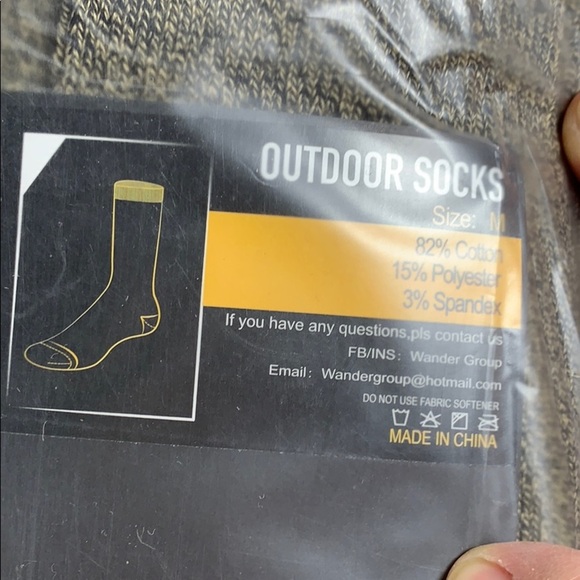 OUTDOOR SOCKS
Size: M
82% Cotton
15% Polyester
3% Spandex
If you have any questions,pls contact us
FB/INS: Wander Group
Email: Wandergroup@hotmail.com
DO NOT USE FABRIC SOFTENER
MADE IN CHINA